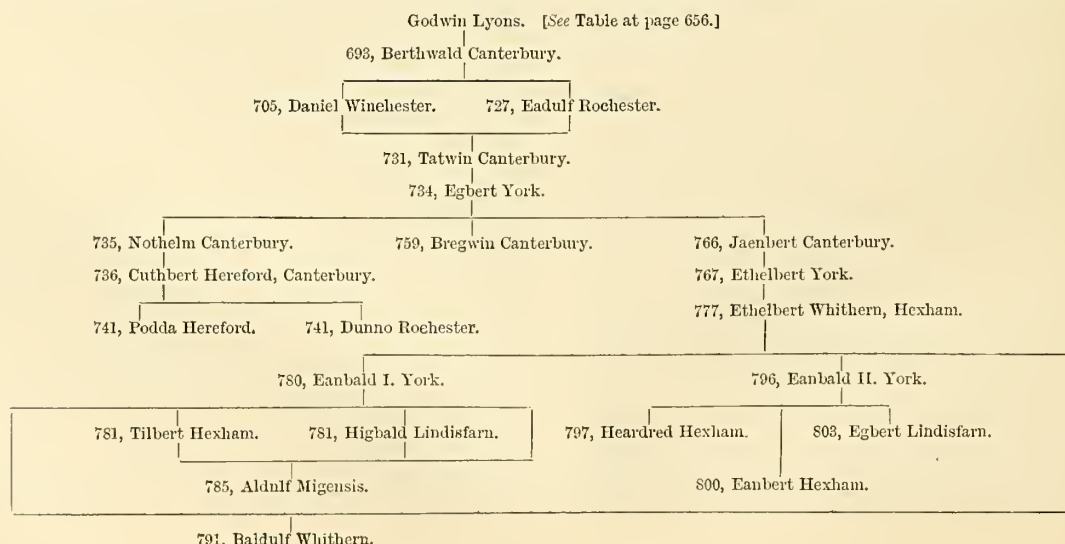 Godwin Lyons. [See Table at page 656.]
693, Berthwald Canterbury.
705, Daniel Winchester. 727, Eadulf Rochester.
731, Tatwin Canterbury.
734, Egbert York.
735, Nothelm Canterbury. 759, Bregwin Canterbury. 766, Jaenbert Canterbury.
736, Cuthbert Hereford, Canterbury. 767, Ethelbert York.
741, Podda Hereford. 741, Dunno Rochester. 777, Ethelbert Whithern, Hexham.
780, Eanbald I. York. 796, Eanbald II. York.
781, Tilbert Hexham. 781, Higbald Lindisfarn. 797, Heardred Hexham. 803, Egbert Lindisfarn.
785, Aldulf Migensis. 800, Eanbert Hexham.
791, Baldulf Whithern.